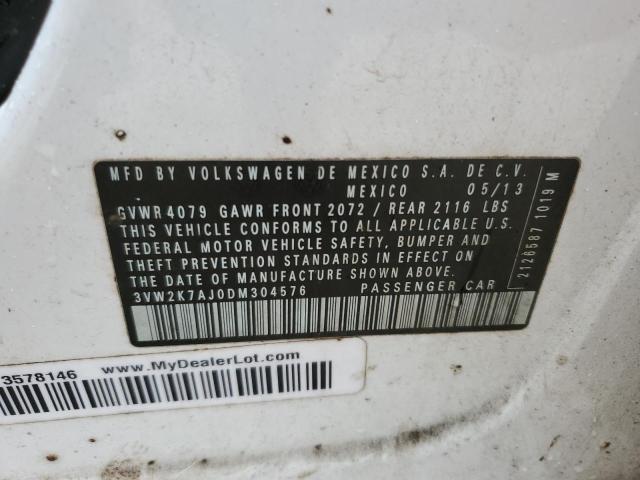 MFD BY VOLKSWAGEN DE MEXICO S.A. DE C.V.
MEXICO 05/13
GVWR 4079 GAWR FRONT 2072 / REAR 2116 LBS
THIS VEHICLE CONFORMS TO ALL APPLICABLE U.S.
FEDERAL MOTOR VEHICLE SAFETY, BUMPER AND
THEFT PREVENTION STANDARDS IN EFFECT ON
THE DATE OF MANUFACTURE SHOWN ABOVE.
3VW2K7AJ0DM304576 PASSENGER CAR
2126587 1019 M
3578146 www.MyDealerLot.com